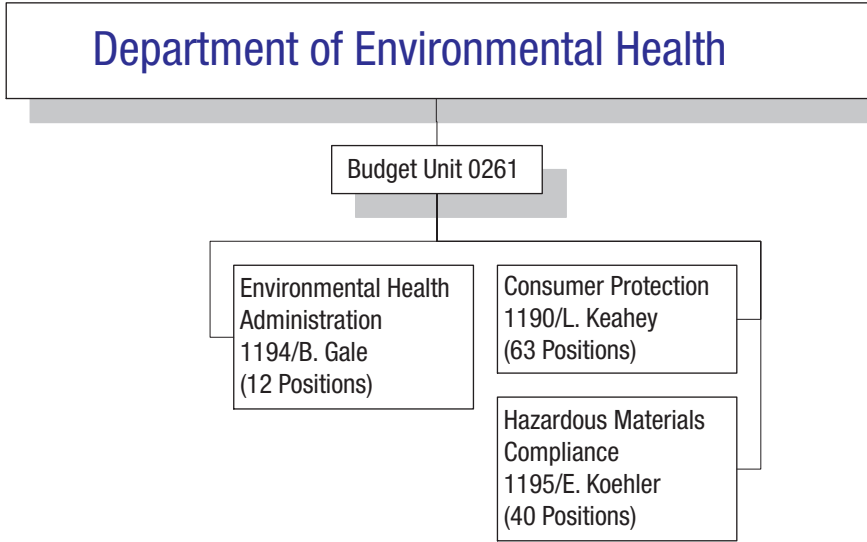 Department of Environmental Health
Budget Unit 0261
Environmental Health
Administration
1194/B. Gale
(12 Positions)
Consumer Protection
1190/L. Keahey
(63 Positions)
Hazardous Materials
Compliance
1195/E. Koehler
(40 Positions)